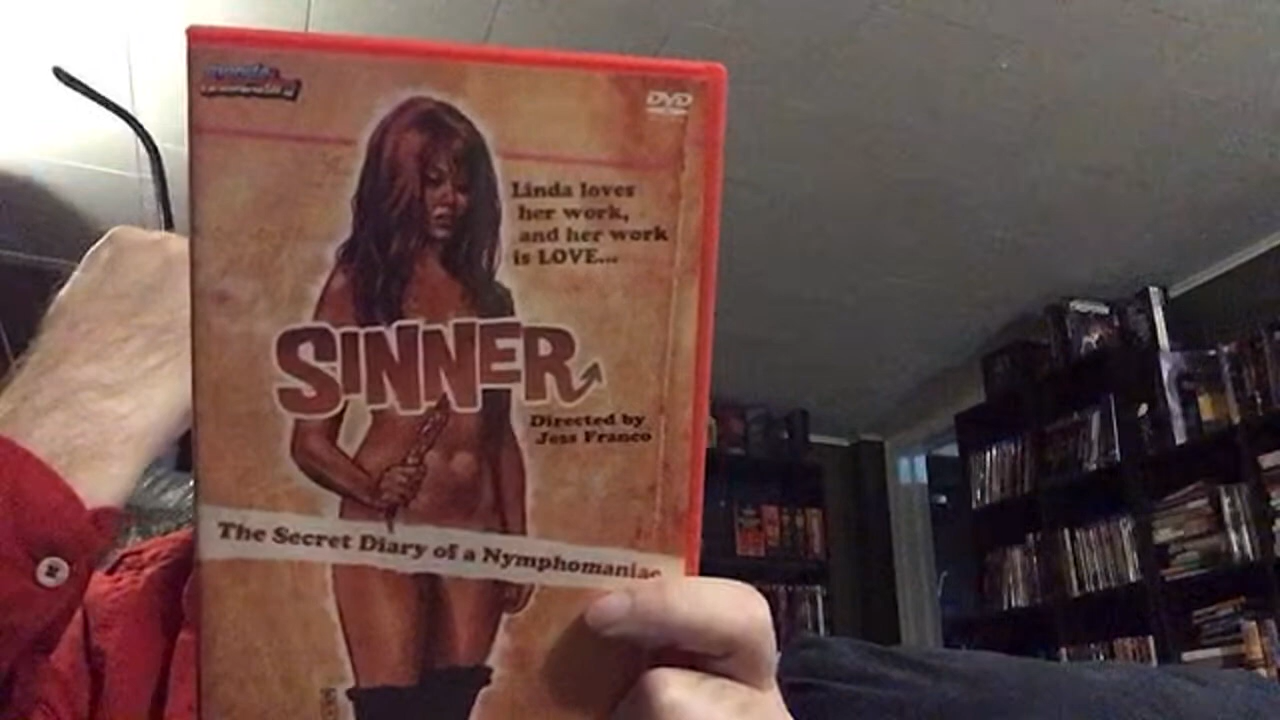 DVD
Linda loves
her work,
and her work
is LOVE...
SINNER
Directed by
Jess Franco
The Secret Diary of a Nymphomaniac